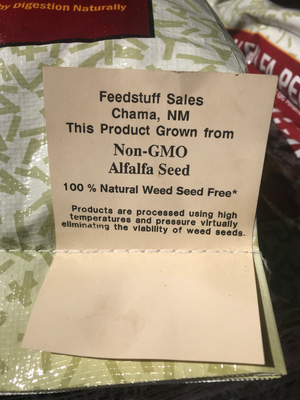 by Digestion Naturally
Feedstuff Sales
Chama, NM
This Product Grown from
Non-GMO
Alfalfa Seed
100 % Natural Weed Seed Free*
Products are processed using high
temperatures and pressure virtually
eliminating the viability of weed seeds.